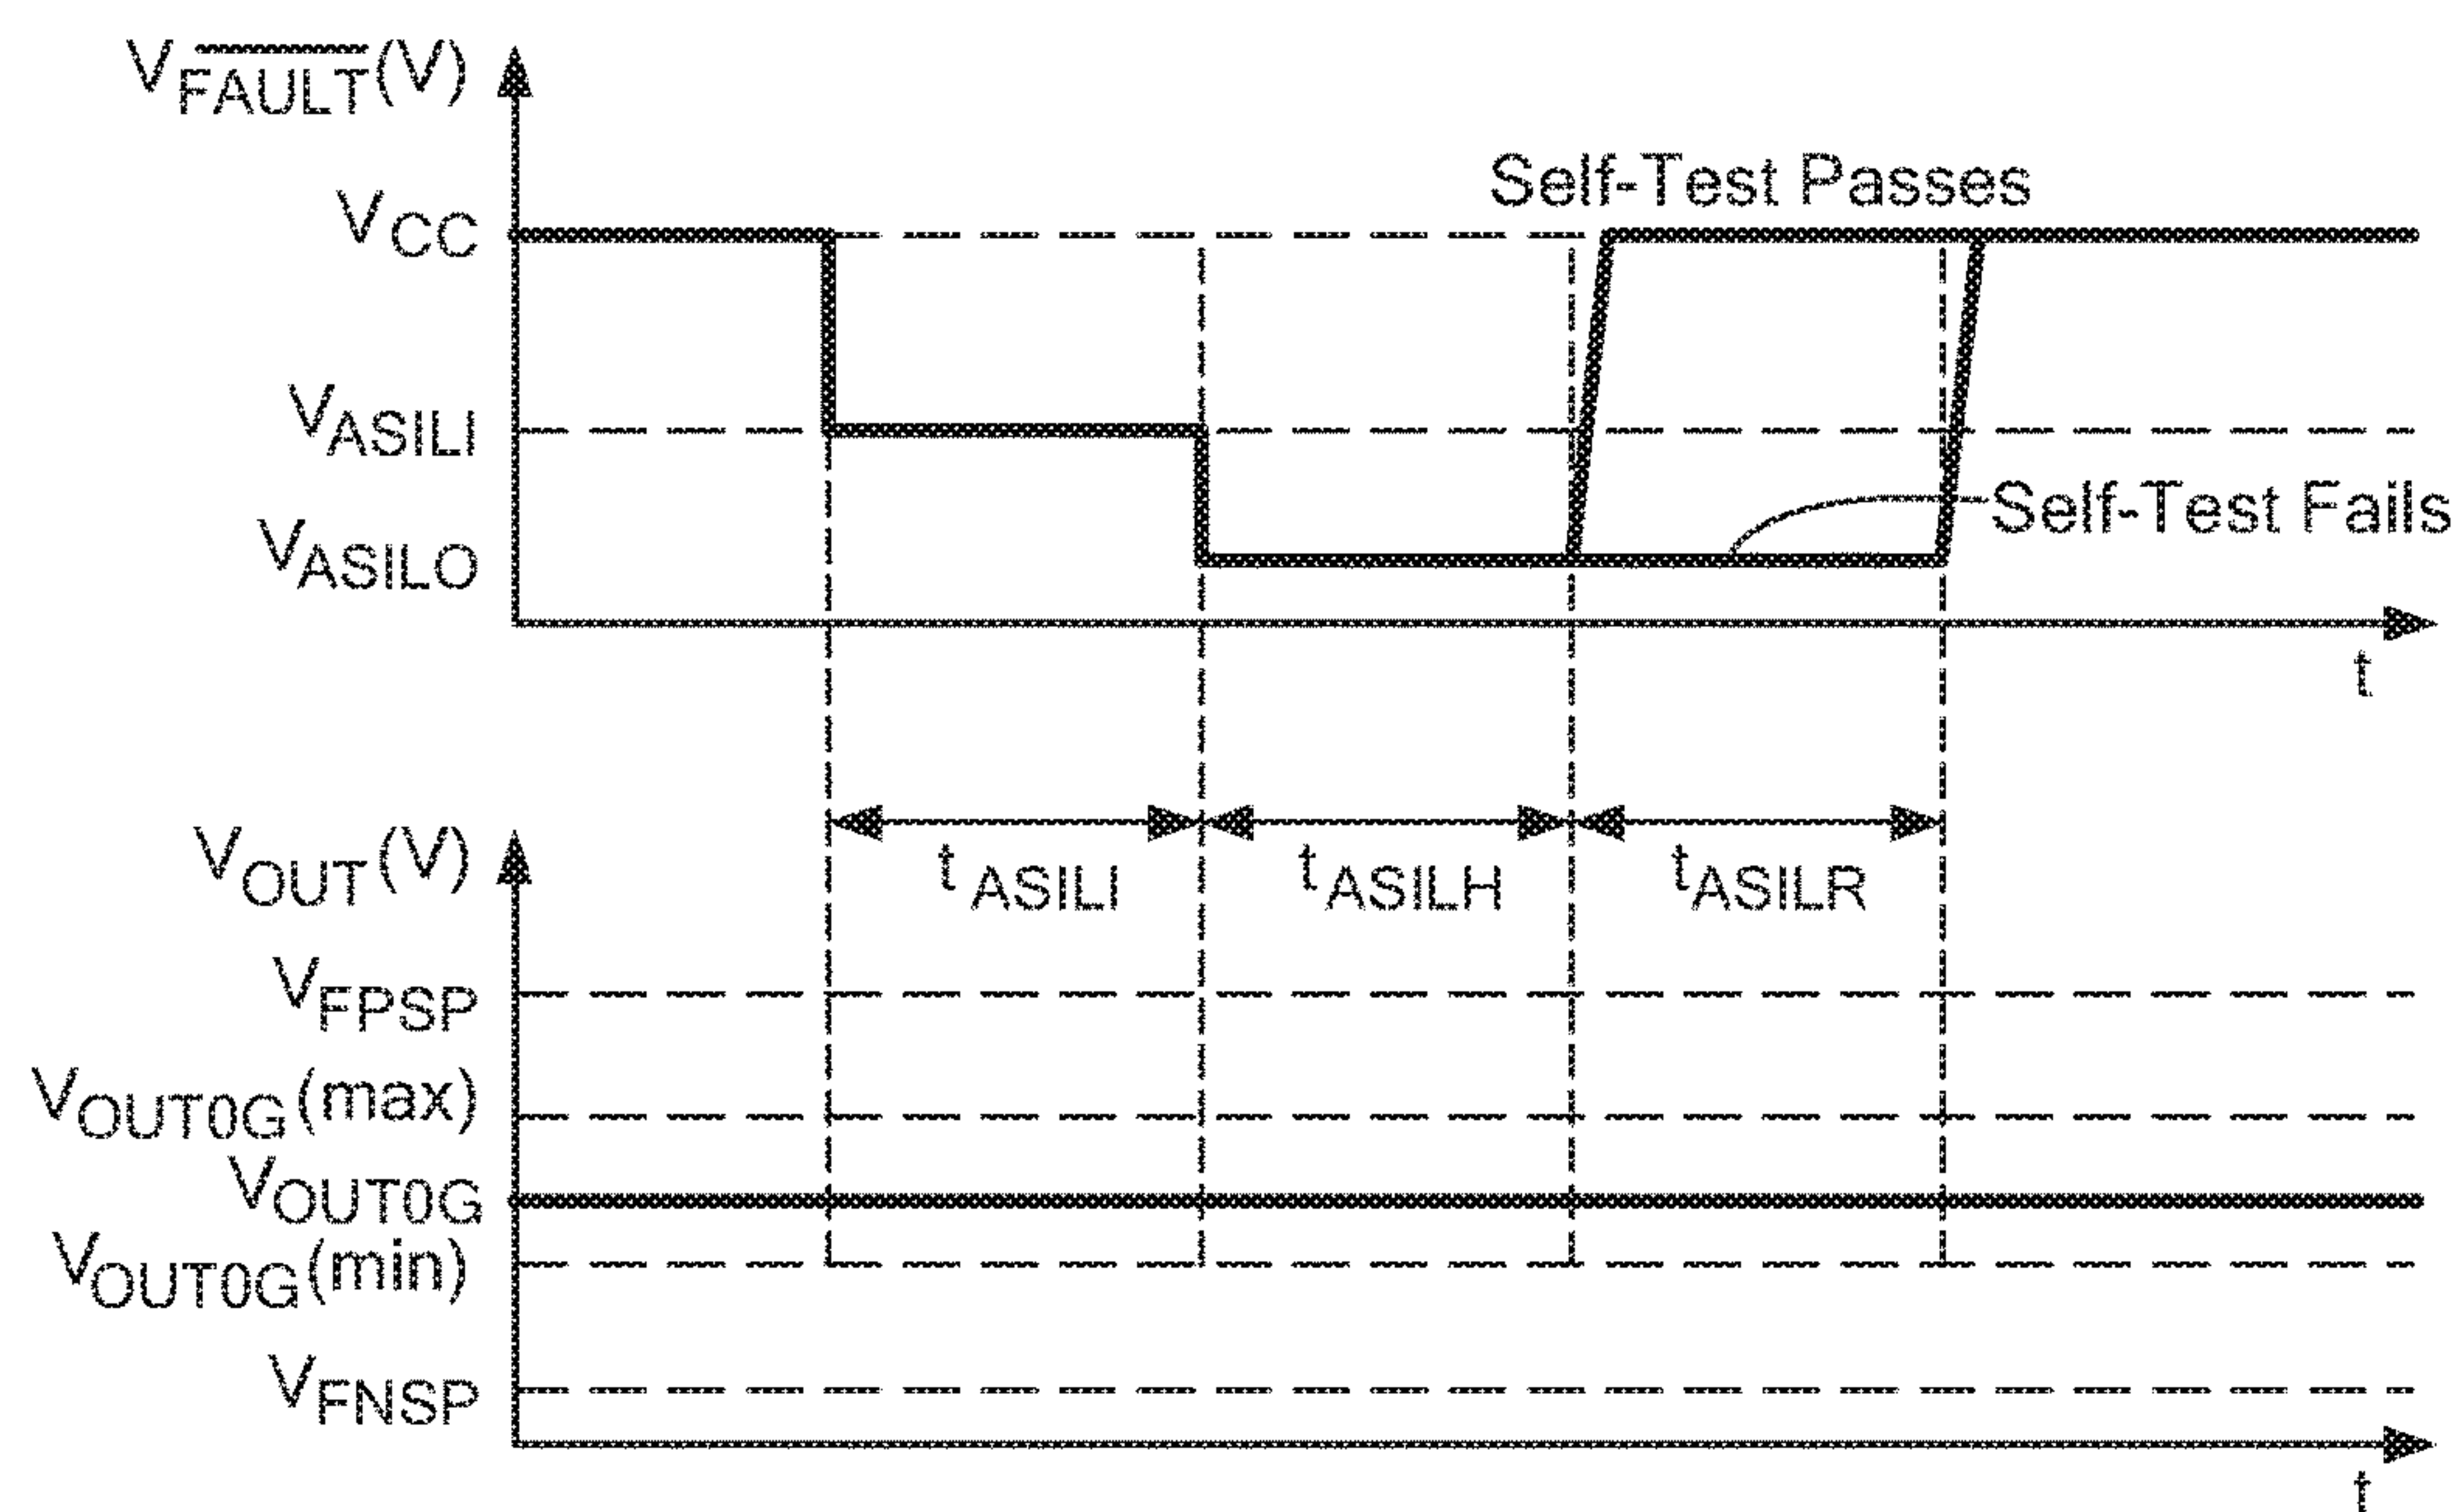 VFAULT(V)
Self-Test Passes
VCC
VASILI
Self-Test Fails
VASILO
t
VOUT(V)
tASILI
tASILH
tASILR
VFPSP
VOUT0G(max)
VOUT0G
VOUT0G(min)
VFNSP
t